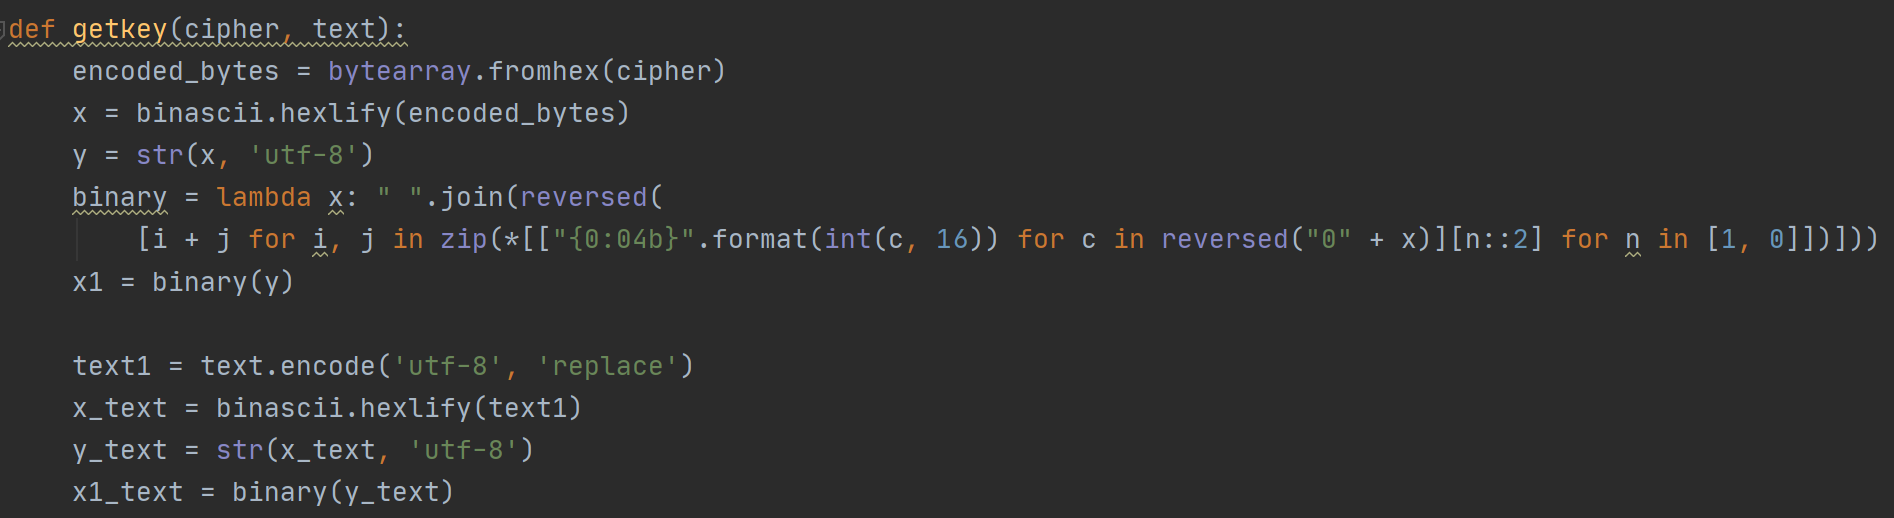 def getkey(cipher, text):
    encoded_bytes = bytearray.fromhex(cipher)
    x = binascii.hexlify(encoded_bytes)
    y = str(x, 'utf-8')
    binary = lambda x: " ".join(reversed(
        [i + j for i, j in zip(*[["{0:04b}".format(int(c, 16)) for c in reversed("0" + x)][n::2] for n in [1, 0]])]))
    x1 = binary(y)

    text1 = text.encode('utf-8', 'replace')
    x_text = binascii.hexlify(text1)
    y_text = str(x_text, 'utf-8')
    x1_text = binary(y_text)